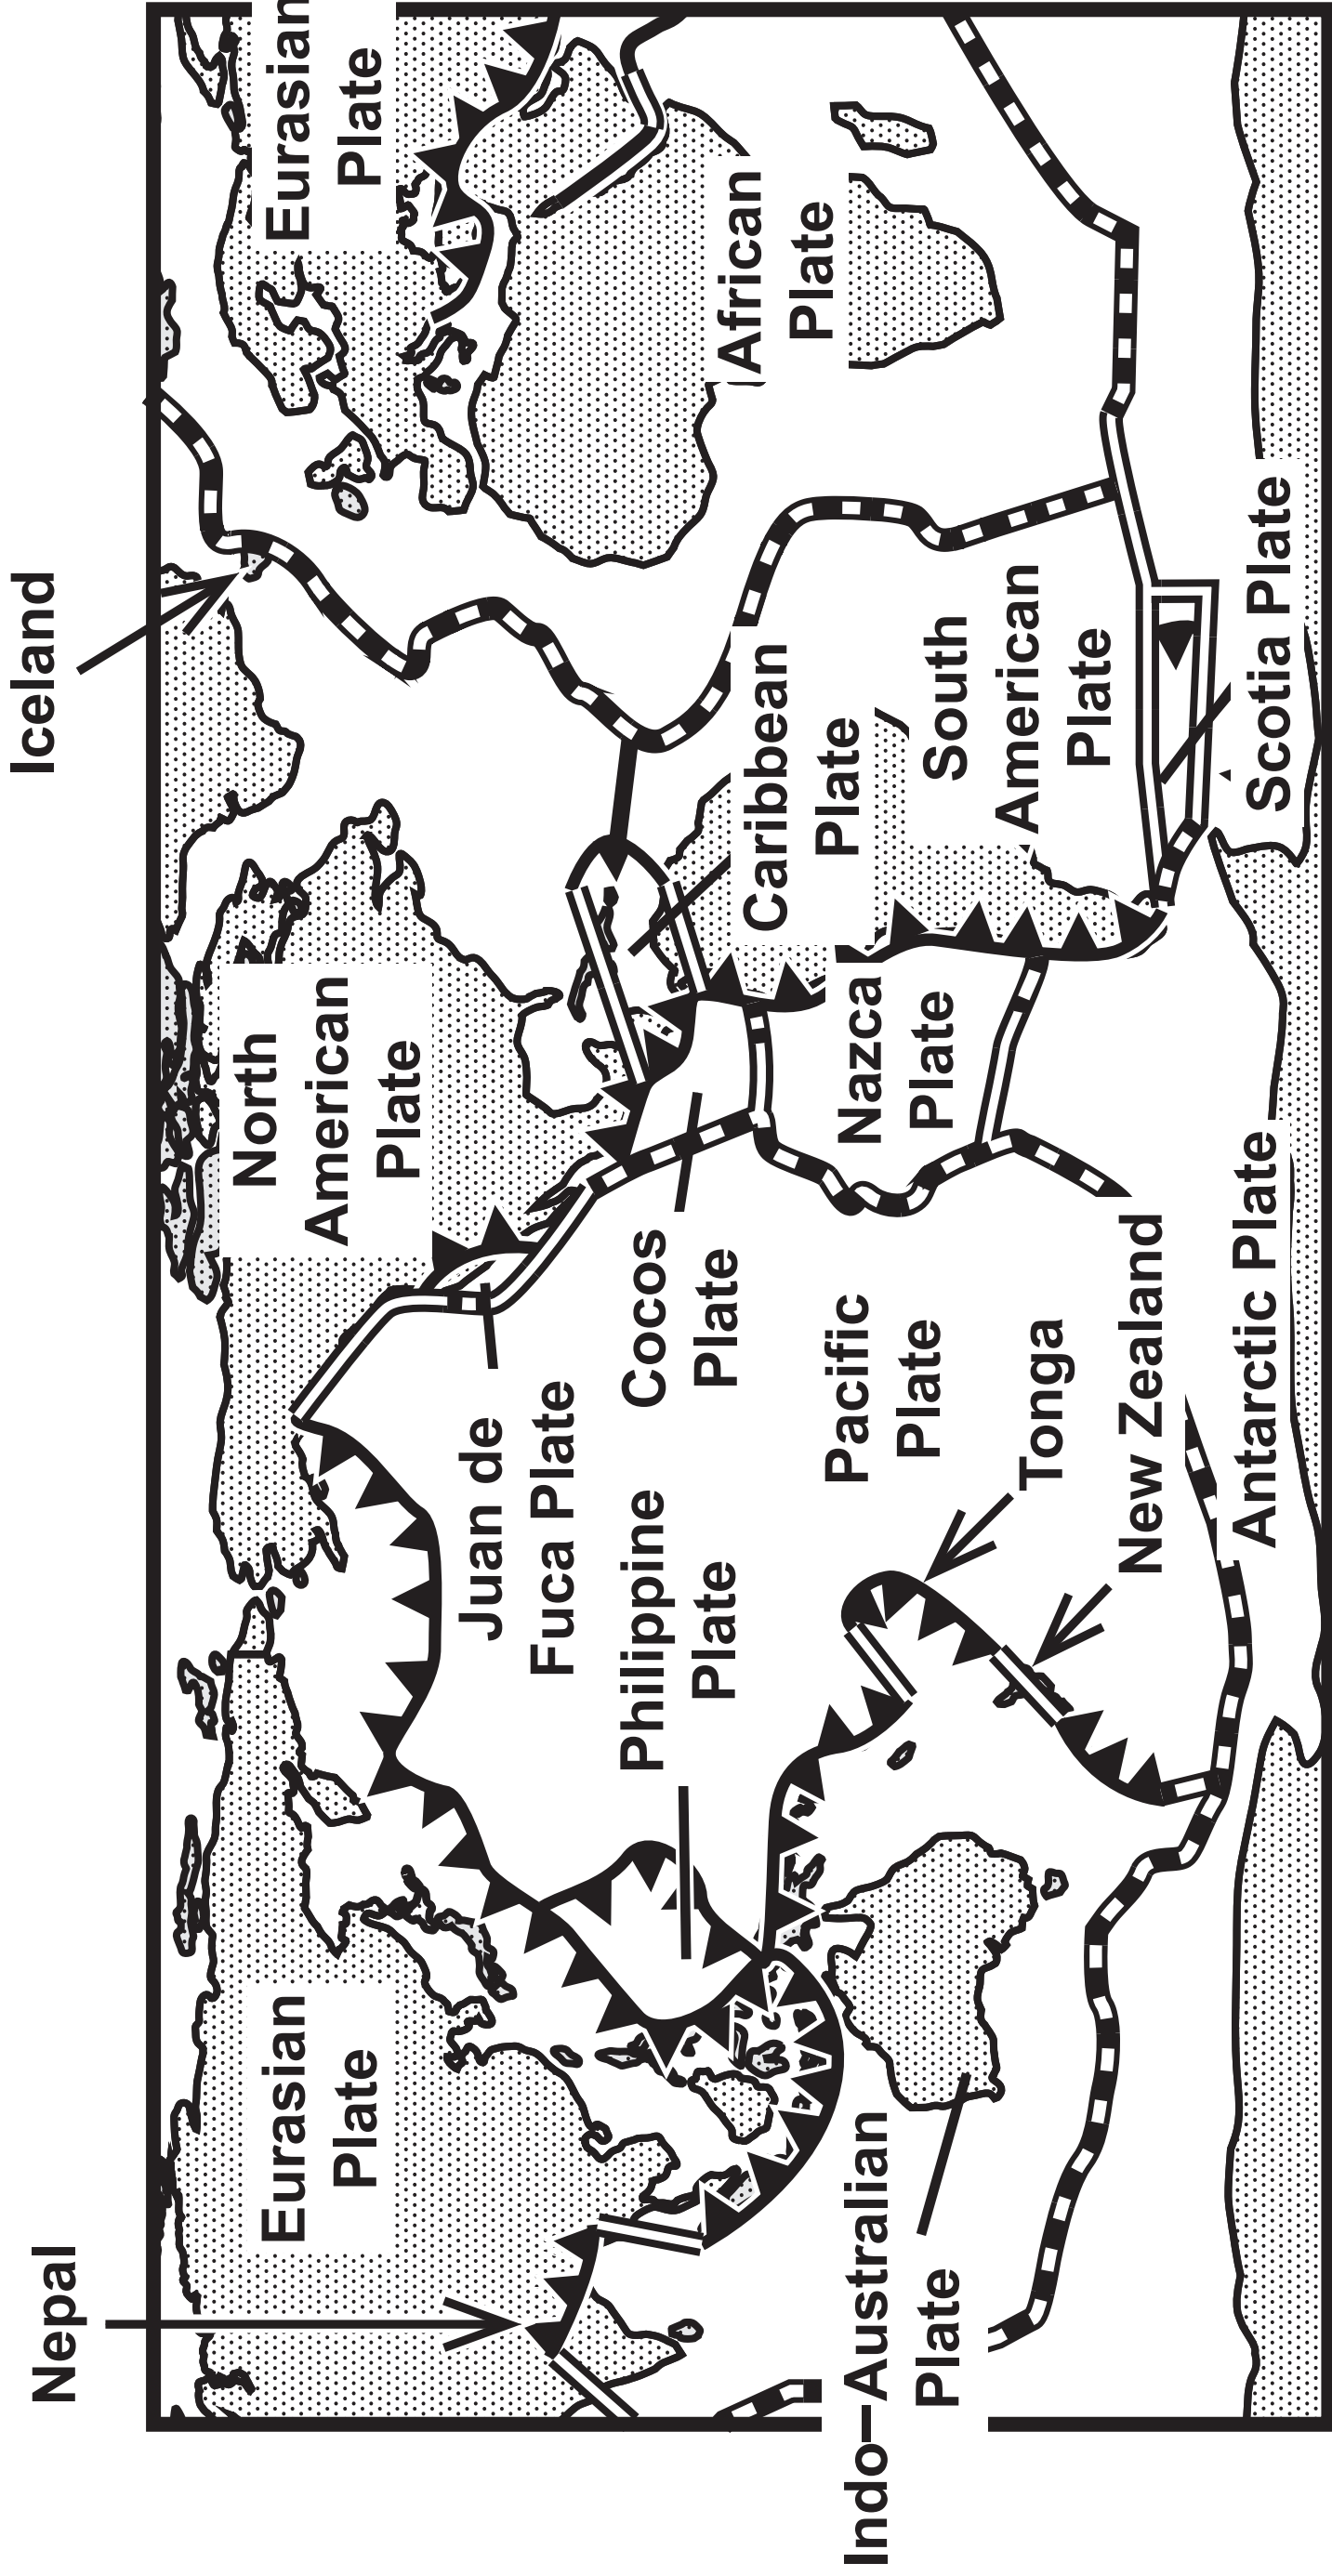 Nepal
Iceland
Eurasian
Plate
North
American
Plate
Eurasian
Plate
Juan de
Fuca Plate
Philippine
Plate
Cocos
Plate
Caribbean
Plate
African
Plate
Indo–Australian
Plate
Pacific
Plate
Nazca
Plate
South
American
Plate
Tonga
New Zealand
Antarctic Plate
Scotia Plate